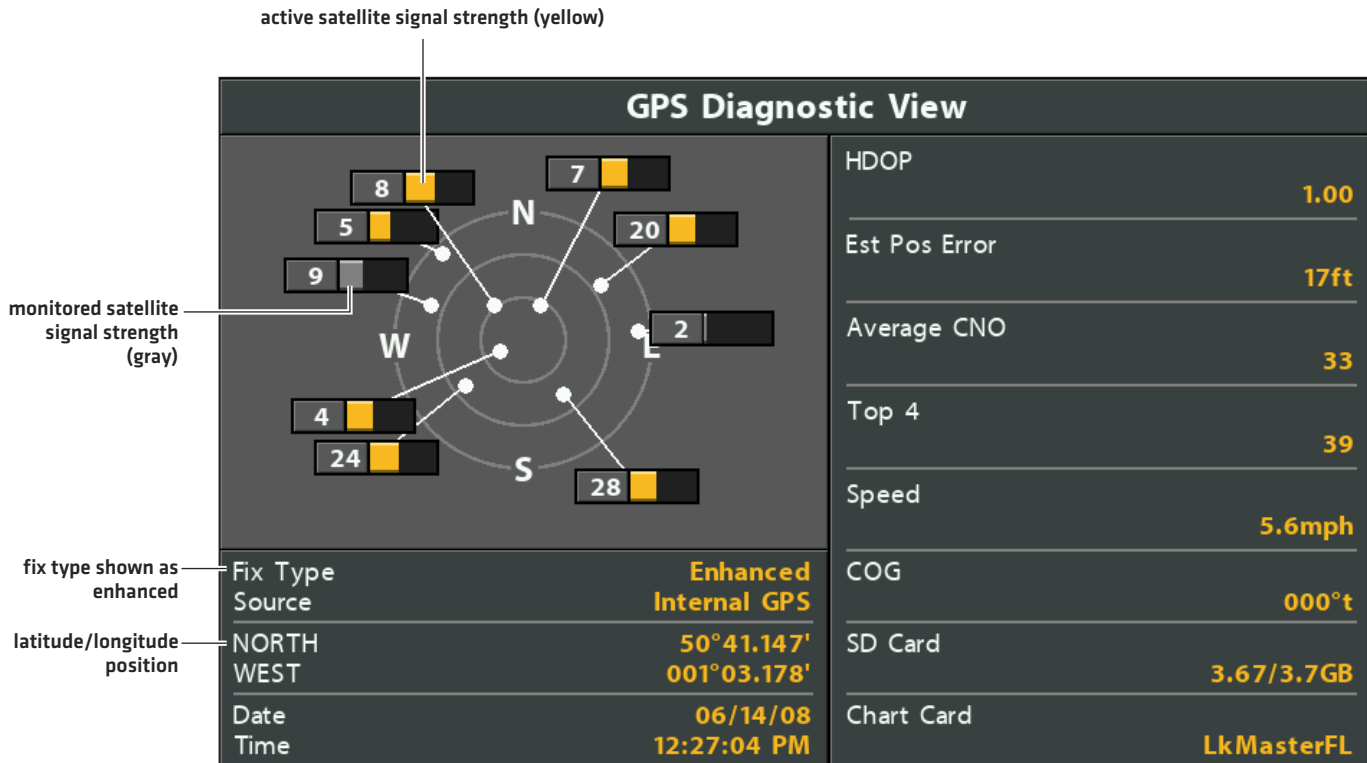 active satellite signal strength (yellow)
GPS Diagnostic View
8
7
5
20
9
N
2
W
E
4
24
S
28
monitored satellite
signal strength
(gray)
fix type shown as
enhanced
latitude/longitude
position
Fix Type Enhanced
Source Internal GPS
NORTH 50°41.147'
WEST 001°03.178'
Date 06/14/08
Time 12:27:04 PM
HDOP
1.00
Est Pos Error
17ft
Average CNO
33
Top 4
39
Speed
5.6mph
COG
000°t
SD Card
3.67/3.7GB
Chart Card
LkMasterFL